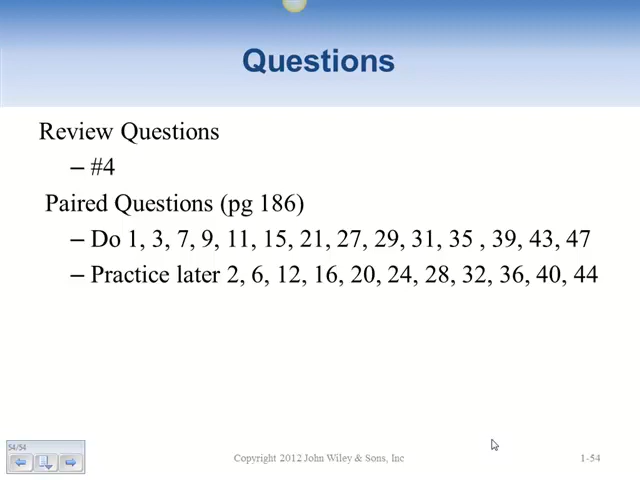 Questions
Review Questions
– #4
Paired Questions (pg 186)
– Do 1, 3, 7, 9, 11, 15, 21, 27, 29, 31, 35 , 39, 43, 47
– Practice later 2, 6, 12, 16, 20, 24, 28, 32, 36, 40, 44
54/54
Copyright 2012 John Wiley & Sons, Inc
1-54